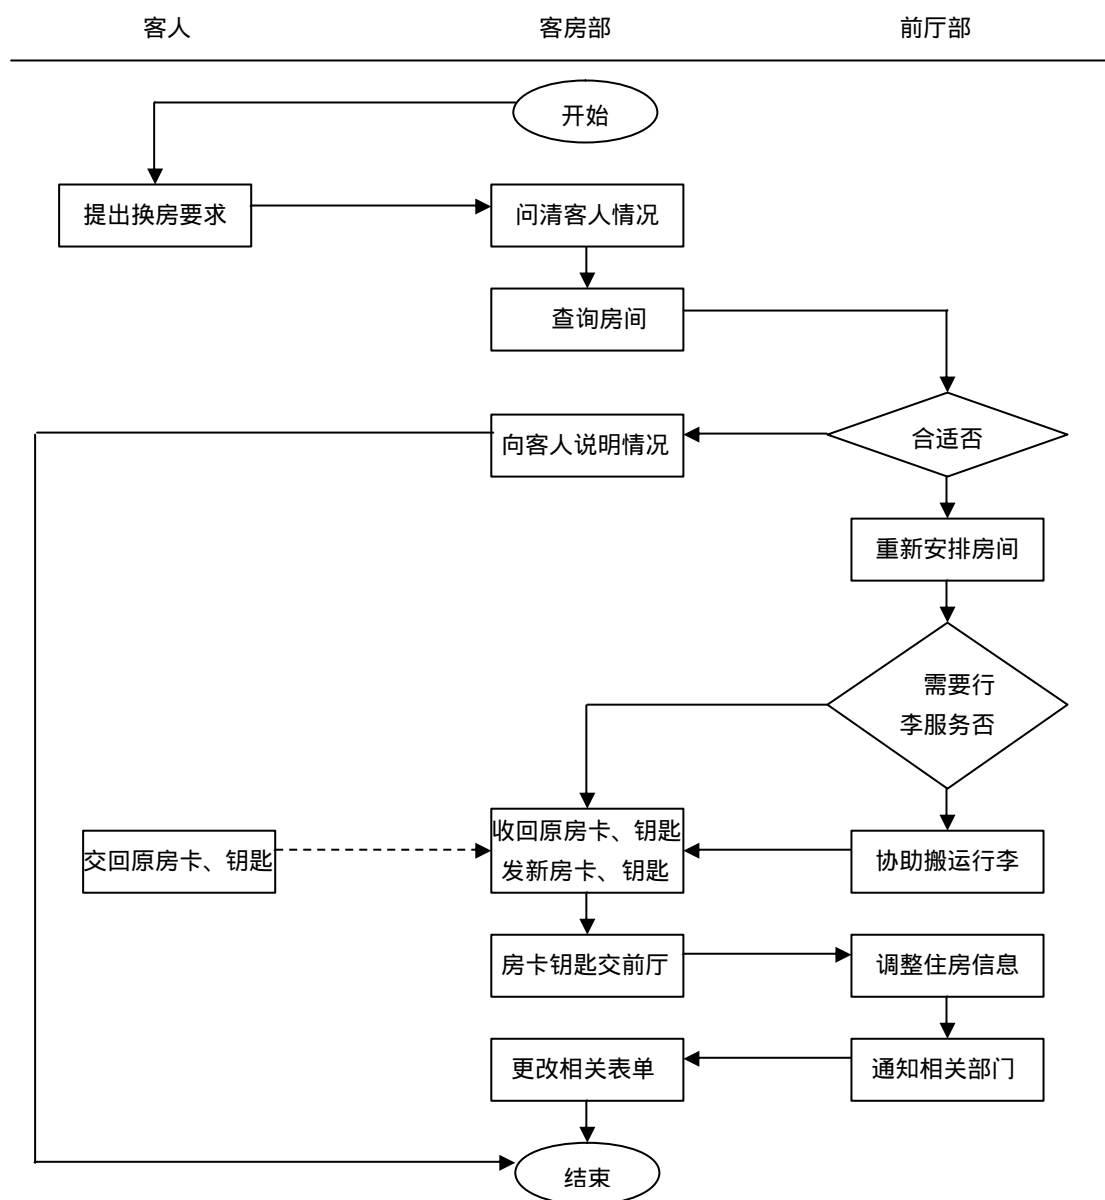 客人
客房部
前厅部
开始
提出换房要求
问清客人情况
查询房间
向客人说明情况
合适否
重新安排房间
需要行
李服务否
收回原房卡、钥匙
发新房卡、钥匙
交回原房卡、钥匙
协助搬运行李
房卡钥匙交前厅
调整住房信息
更改相关表单
通知相关部门
结束